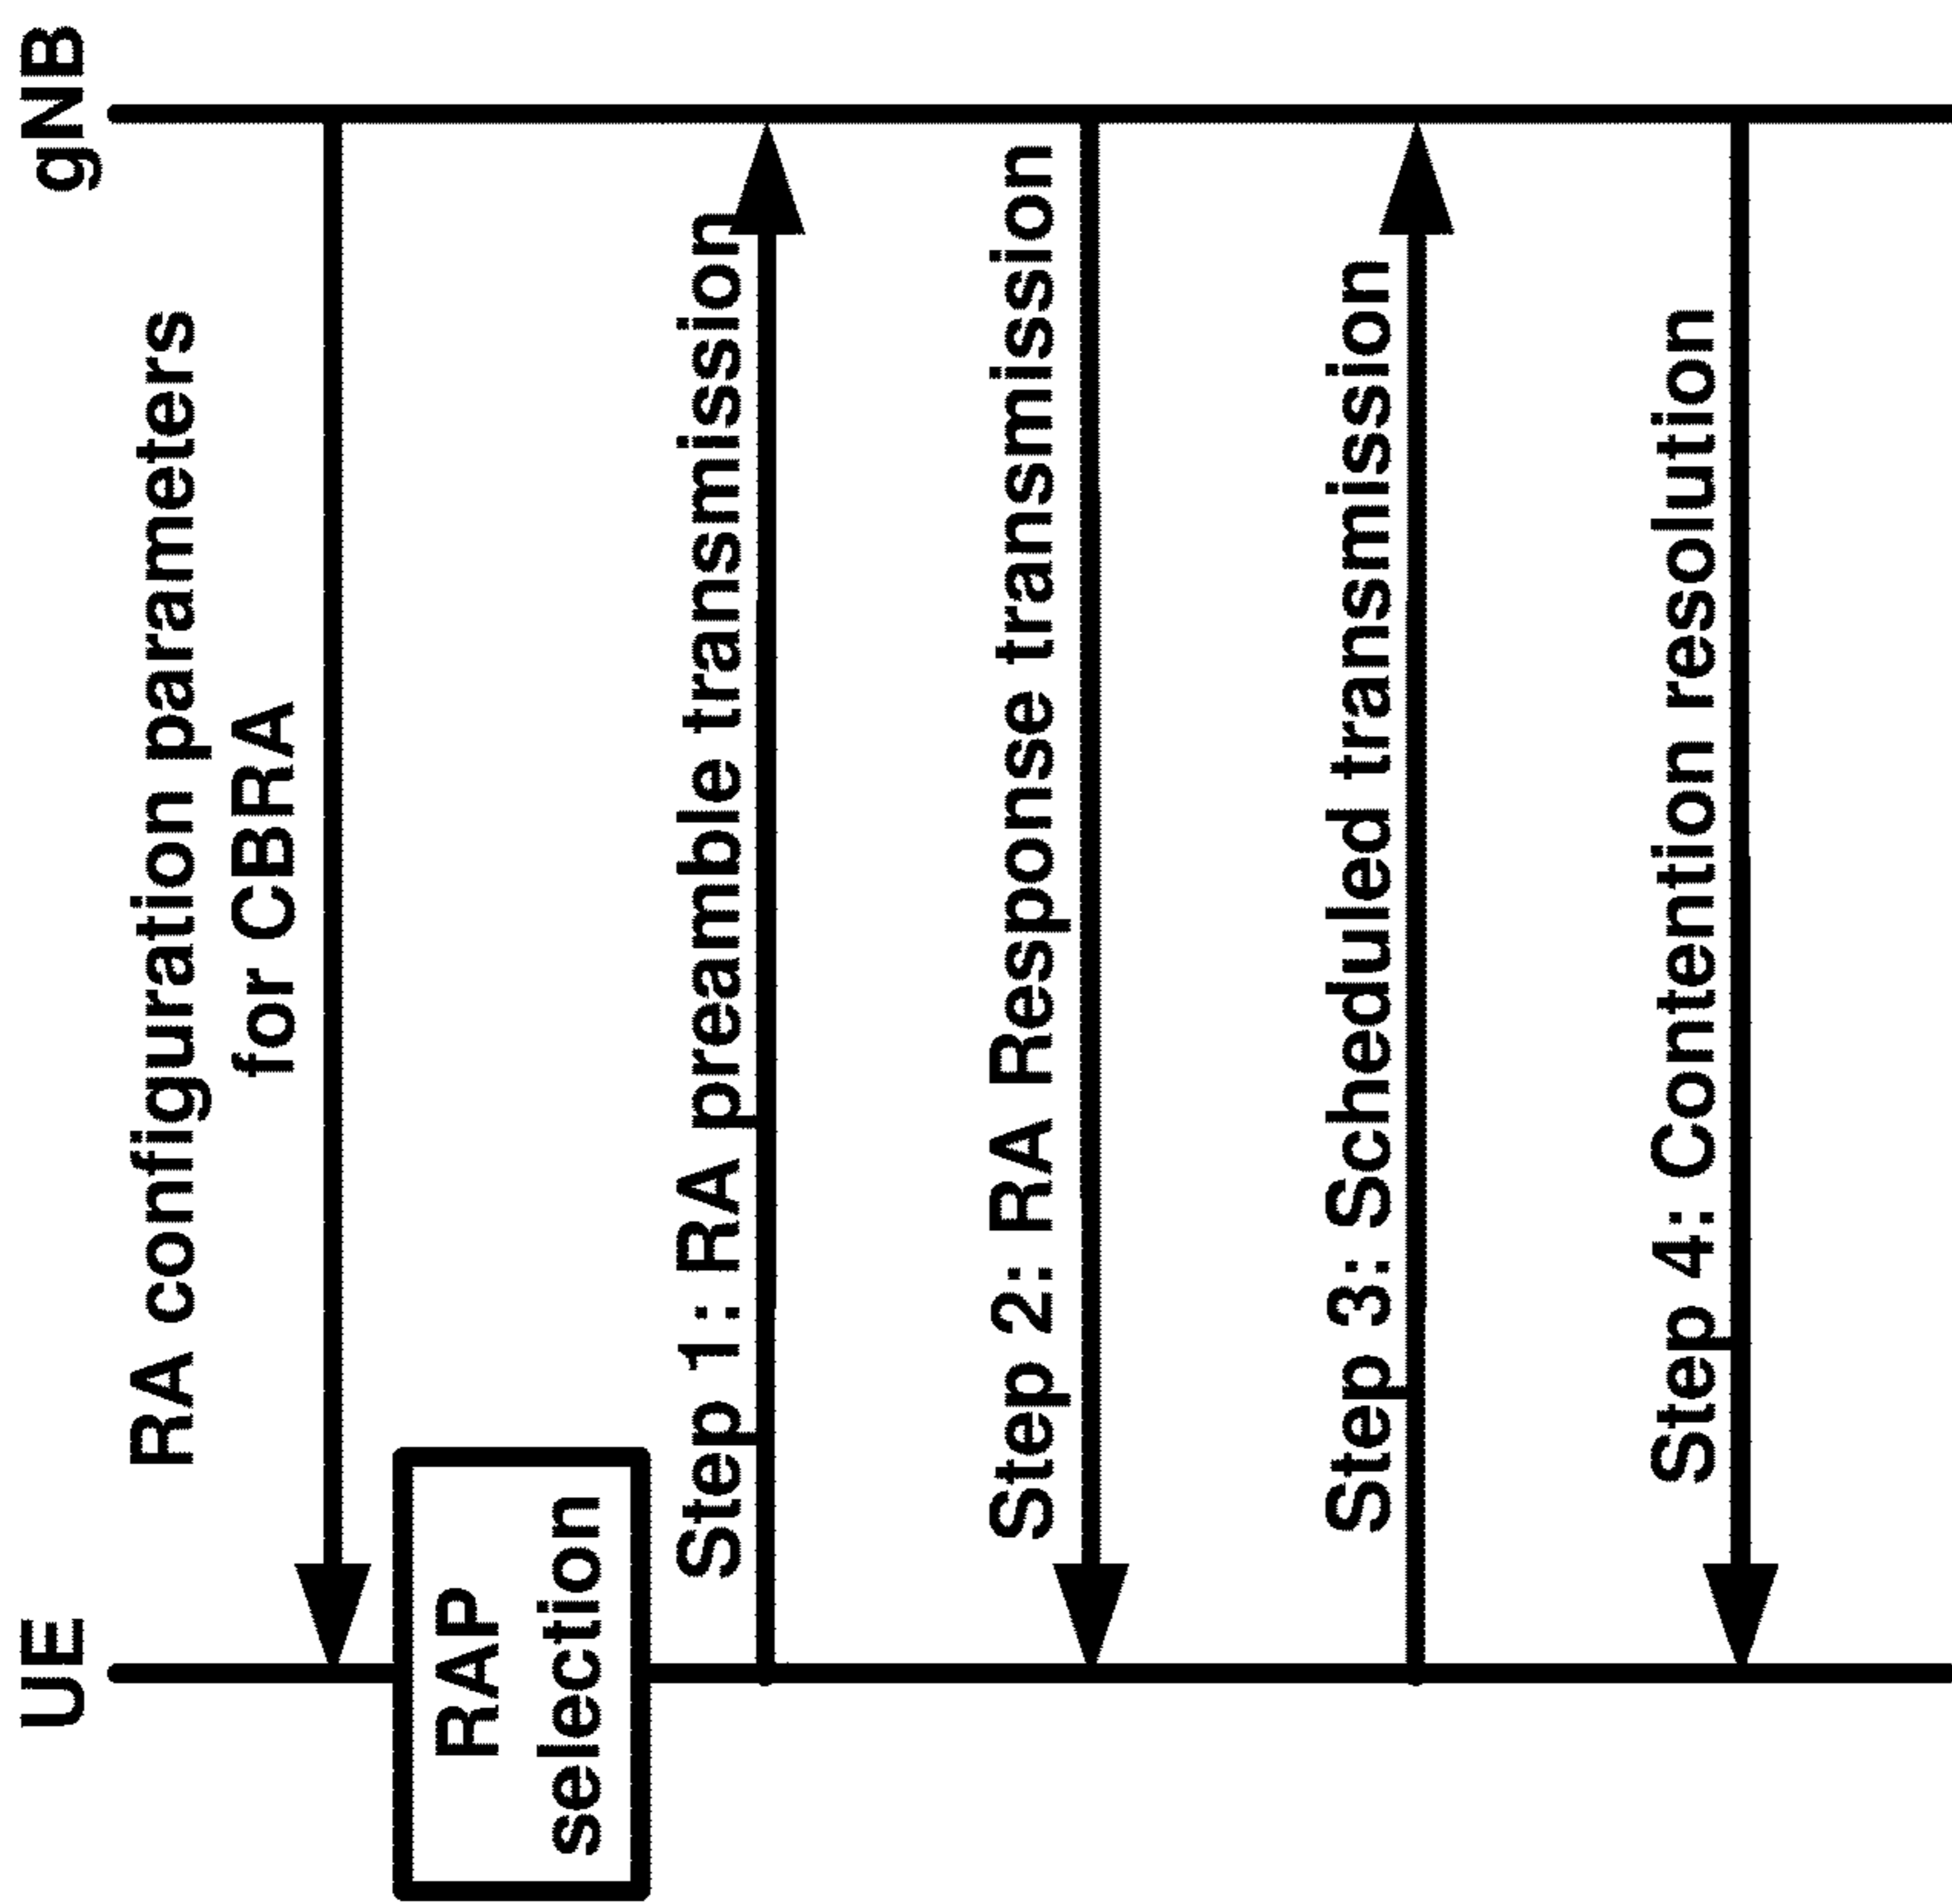 UE
gNB
RA configuration parameters
for CBRA
RAP
selection
Step 1: RA preamble transmission
Step 2: RA Response transmission
Step 3: Scheduled transmission
Step 4: Contention resolution